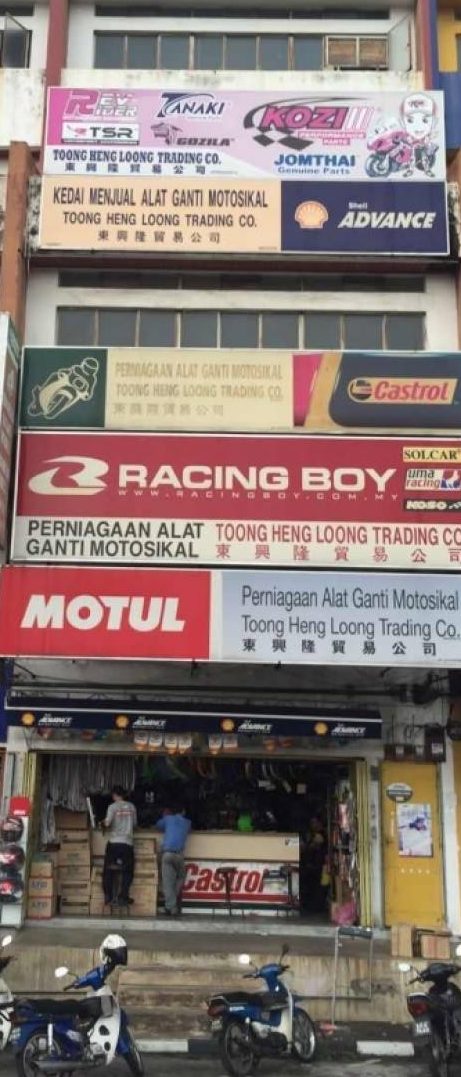 REV RIVER
TANAKI
KOZI
PERFORMANCE PARTS
TSR
GOZILA
TOONG HENG LOONG TRADING CO.
東興隆貿易公司
JOMTHAI
Genuine Parts
KEDAI MENJUAL ALAT GANTI MOTOSIKAL
TOONG HENG LOONG TRADING CO.
東興隆貿易公司
Shell
ADVANCE
PERNIAGAAN ALAT GANTI MOTOSIKAL
TOONG HENG LOONG TRADING CO.
東興隆貿易公司
Castrol
RACING BOY
WWW.RACINGBOY.COM.MY
SOLCAR
uma racing
KOSO
PERNIAGAAN ALAT
GANTI MOTOSIKAL
TOONG HENG LOONG TRADING CO
東興隆貿易公司
MOTUL
Perniagaan Alat Ganti Motosikal
Toong Heng Loong Trading Co.
東興隆貿易公司
ADVANCE
ADVANCE
ADVANCE
ADVANCE
Castrol